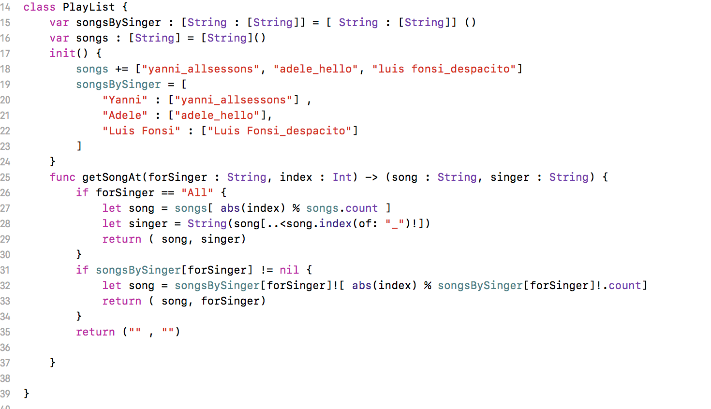 14 class PlayList {
15 var songsBySinger : [String : [String]] = [ String : [String]] ()
16 var songs : [String] = [String]()
17 init() {
18 songs += ["yanni_allsessons", "adele_hello", "luis fonsi_despacito"]
19 songsBySinger = [
20 "Yanni" : ["yanni_allsessons"] ,
21 "Adele" : ["adele_hello"],
22 "Luis Fonsi" : ["Luis Fonsi_despacito"]
23 ]
24 }
25 func getSongAt(forSinger : String, index : Int) -> (song : String, singer : String) {
26 if forSinger == "All" {
27 let song = songs[ abs(index) % songs.count ]
28 let singer = String(song[..<song.index(of: "_")!])
29 return ( song, singer)
30 }
31 if songsBySinger[forSinger] != nil {
32 let song = songsBySinger[forSinger]![ abs(index) % songsBySinger[forSinger]!.count]
33 return ( song, forSinger)
34 }
35 return ("" , "")
36
37 }
38
39 }